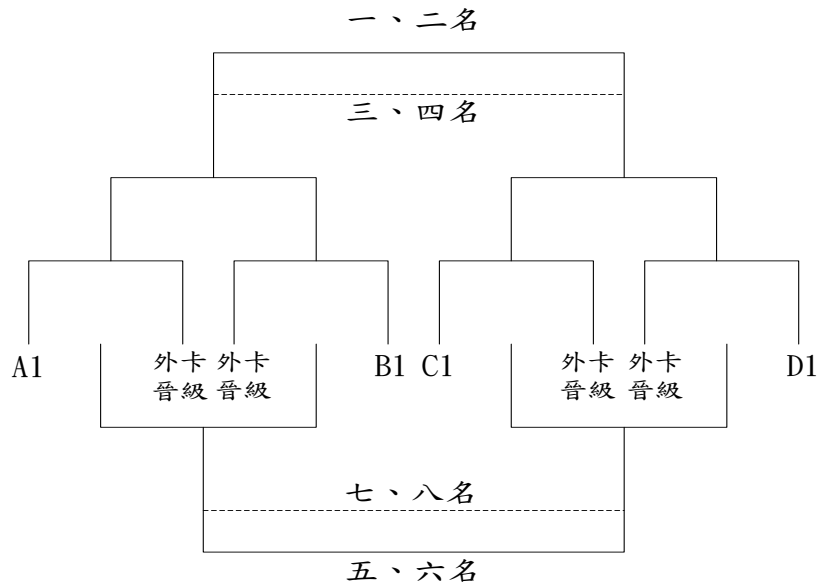 一、二名
三、四名
A1 外卡 外卡 B1 C1 外卡 外卡 D1
晉級 晉級 晉級 晉級
七、八名
五、六名